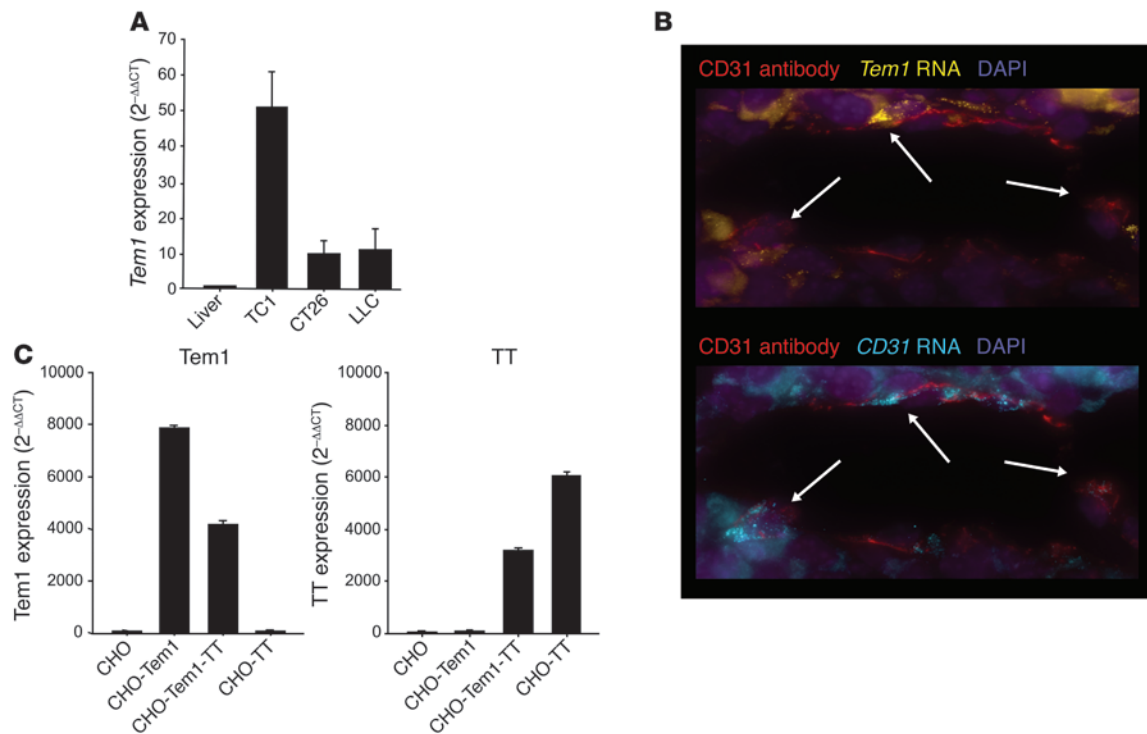 A
Tem1 expression (2⁻ΔΔCT)
70
60
50
40
30
20
10
0
Liver
TC1
CT26
LLC
B
CD31 antibody Tem1 RNA DAPI
CD31 antibody CD31 RNA DAPI
C
Tem1
Tem1 expression (2⁻ΔΔCT)
10000
8000
6000
4000
2000
0
CHO
CHO-Tem1
CHO-Tem1-TT
CHO-TT
TT
TT expression (2⁻ΔΔCT)
10000
8000
6000
4000
2000
0
CHO
CHO-Tem1
CHO-Tem1-TT
CHO-TT